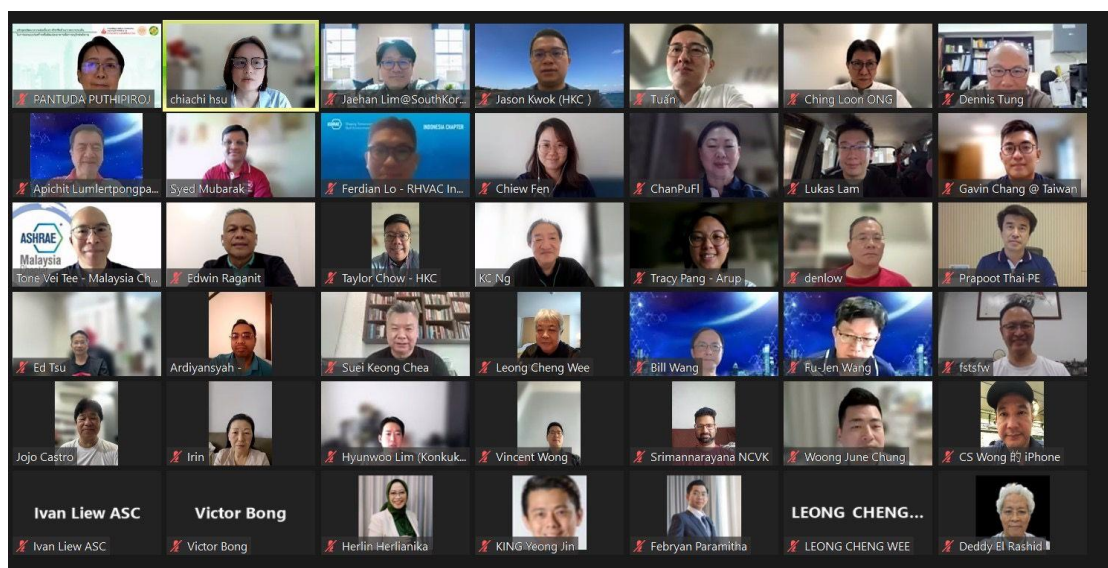 PANTUDA PUTHIPIROJ
chiachi hsu
Jaehan Lim@SouthKor...
Jason Kwok (HKC )
Tuấn
Ching Loon ONG
Dennis Tung
Apichit Lumlertpongpa...
Syed Mubarak
ASHRAE
INDONESIA CHAPTER
Ferdian Lo - RHVAC In...
Chiew Fen
ChanPuFl
Lukas Lam
Gavin Chang @ Taiwan
ASHRAE
Malaysia
Tone Vei Tee - Malaysia Ch...
Edwin Raganit
Taylor Chow - HKC
KC Ng
Tracy Pang - Arup
denlow
Prapoot Thai PE
Ed Tsu
Ardiyansyah -
Suei Keong Chea
Leong Cheng Wee
Bill Wang
Fu-Jen Wang
fstsfw
Jojo Castro
Irin
Hyunwoo Lim (Konkuk...
Vincent Wong
Srimannarayana NCVK
Woong June Chung
CS Wong 的 iPhone
Ivan Liew ASC
Ivan Liew ASC
Victor Bong
Victor Bong
Herlin Herlianika
KING Yeong Jin
Febryan Paramitha
LEONG CHENG...
LEONG CHENG WEE
Deddy El Rashid